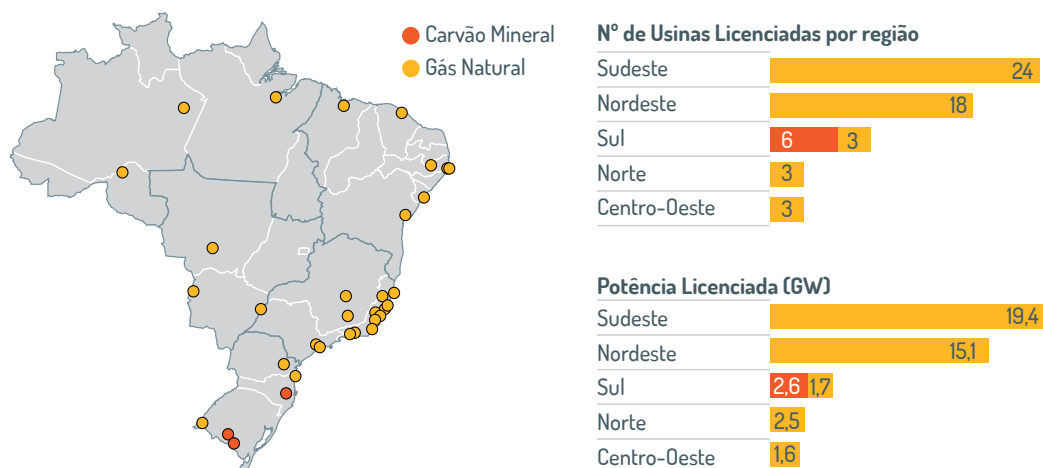 Carvão Mineral
Gás Natural
Nº de Usinas Licenciadas por região
Sudeste 24
Nordeste 18
Sul 6 3
Norte 3
Centro-Oeste 3
Potência Licenciada (GW)
Sudeste 19,4
Nordeste 15,1
Sul 2,6 1,7
Norte 2,5
Centro-Oeste 1,6